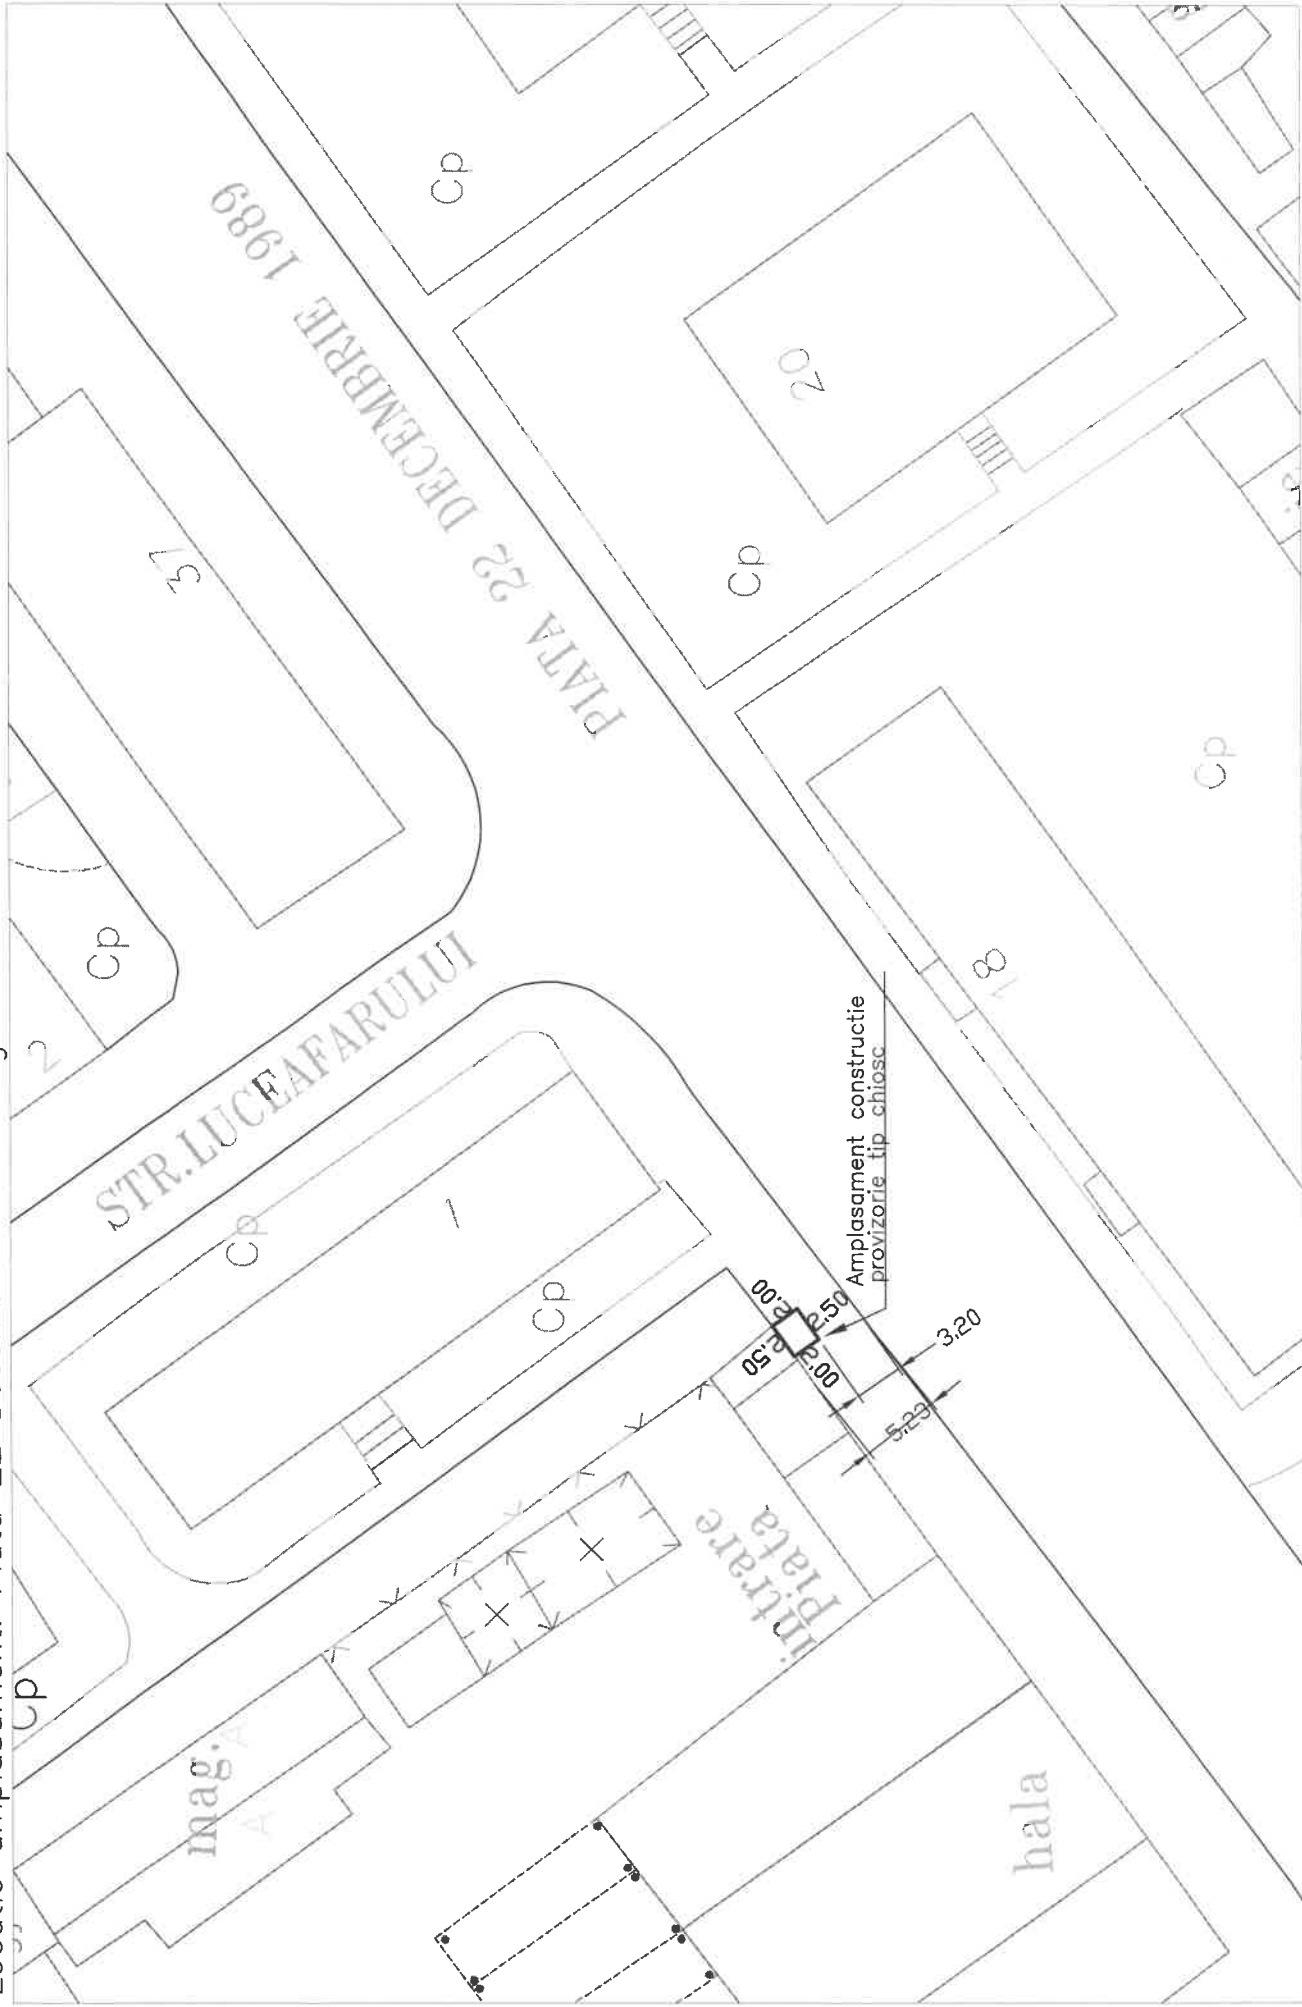 Cp
mag.
A
A
2
Cp
37
STR.LUCEAFARULUI
Cp
1
Cp
PIATA 22 DECEMBRIE 1989
Cp
20
Cp
18
Cp
Amplasament constructie
provizorie tip chiosc
2.00
2.50
2.50
2.00
3.20
5.23
intrare
Piata
hala